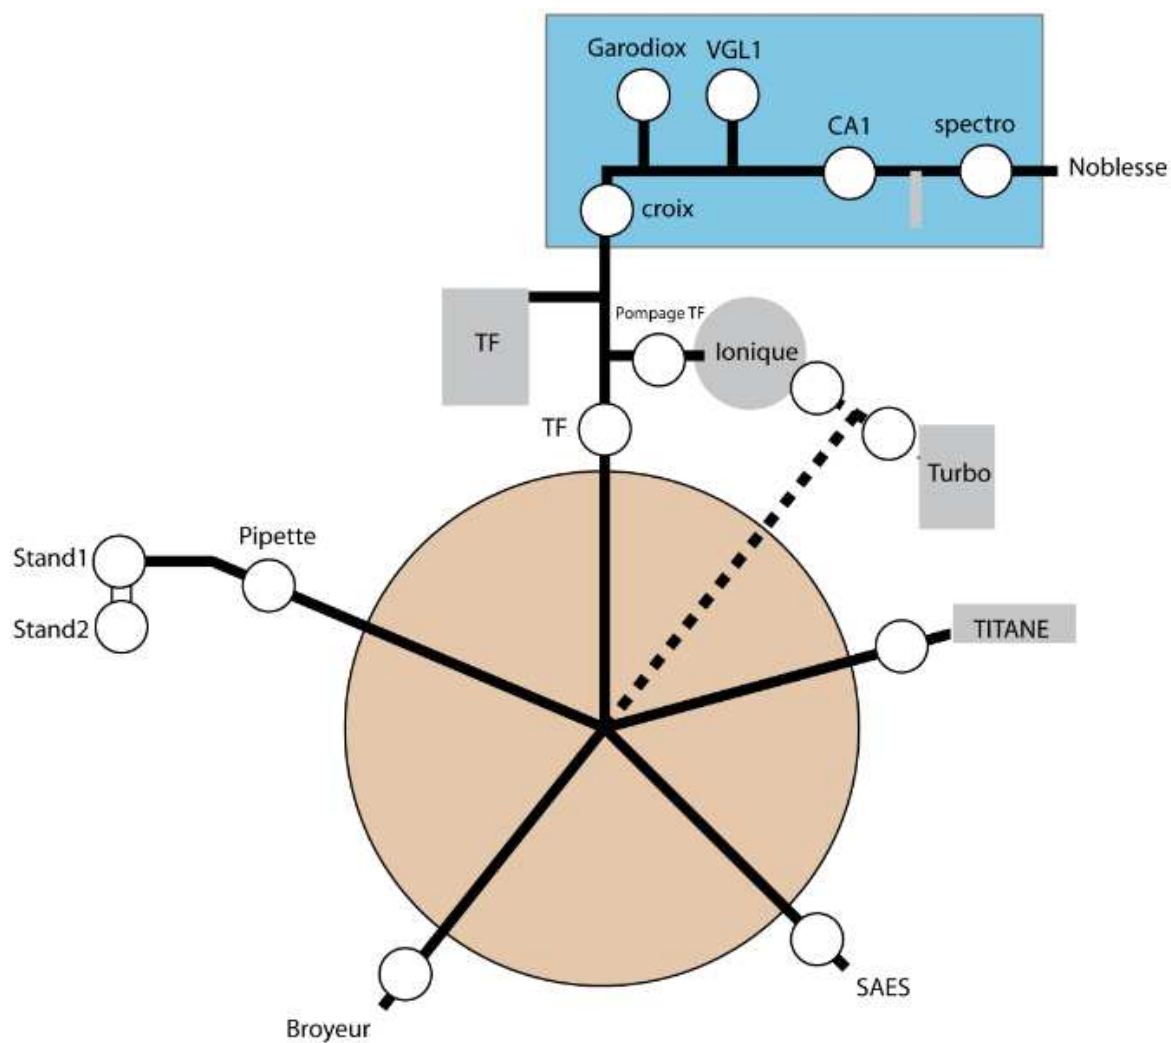 Garodiox
VGL1
CA1
spectro
Noblesse
croix
Pompage TF
TF
Ionique
TF
Turbo
Pipette
Stand1
Stand2
TITANE
SAES
Broyeur